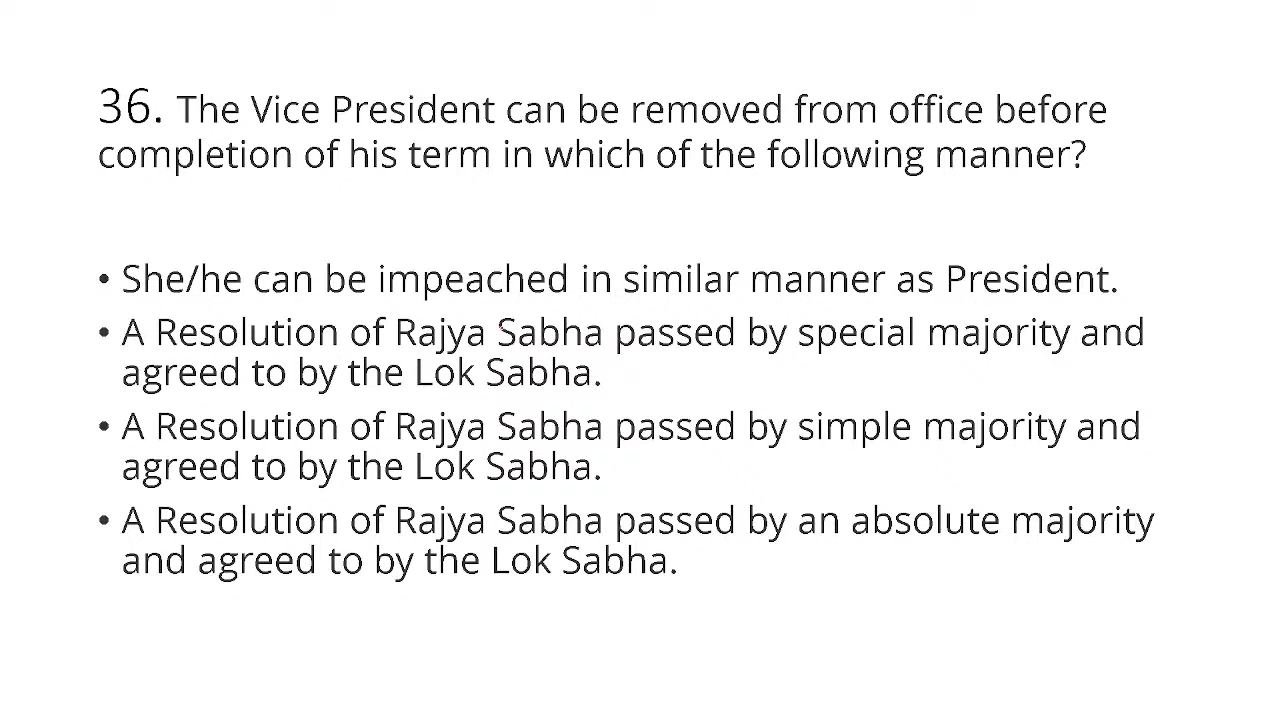 36. The Vice President can be removed from office before
completion of his term in which of the following manner?
• She/he can be impeached in similar manner as President.
• A Resolution of Rajya Sabha passed by special majority and
agreed to by the Lok Sabha.
• A Resolution of Rajya Sabha passed by simple majority and
agreed to by the Lok Sabha.
• A Resolution of Rajya Sabha passed by an absolute majority
and agreed to by the Lok Sabha.